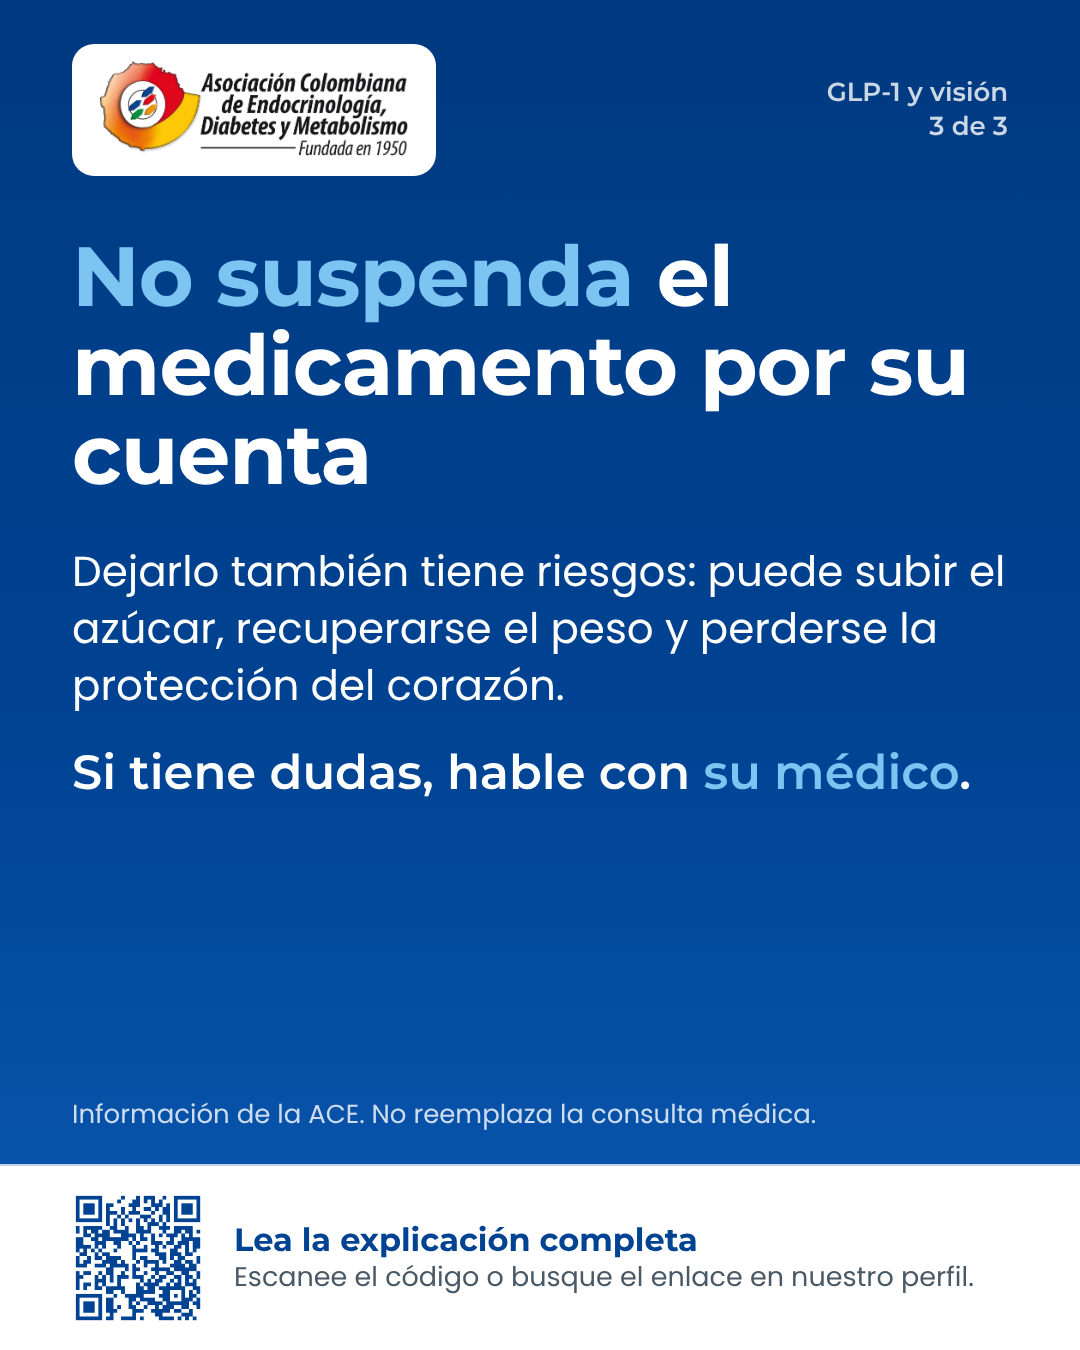 Asociación Colombiana
de Endocrinología,
Diabetes y Metabolismo
Fundada en 1950
GLP-1 y visión
3 de 3
No suspenda el
medicamento por su
cuenta
Dejarlo también tiene riesgos: puede subir el
azúcar, recuperarse el peso y perderse la
protección del corazón.
Si tiene dudas, hable con su médico.
Información de la ACE. No reemplaza la consulta médica.
Lea la explicación completa
Escanee el código o busque el enlace en nuestro perfil.